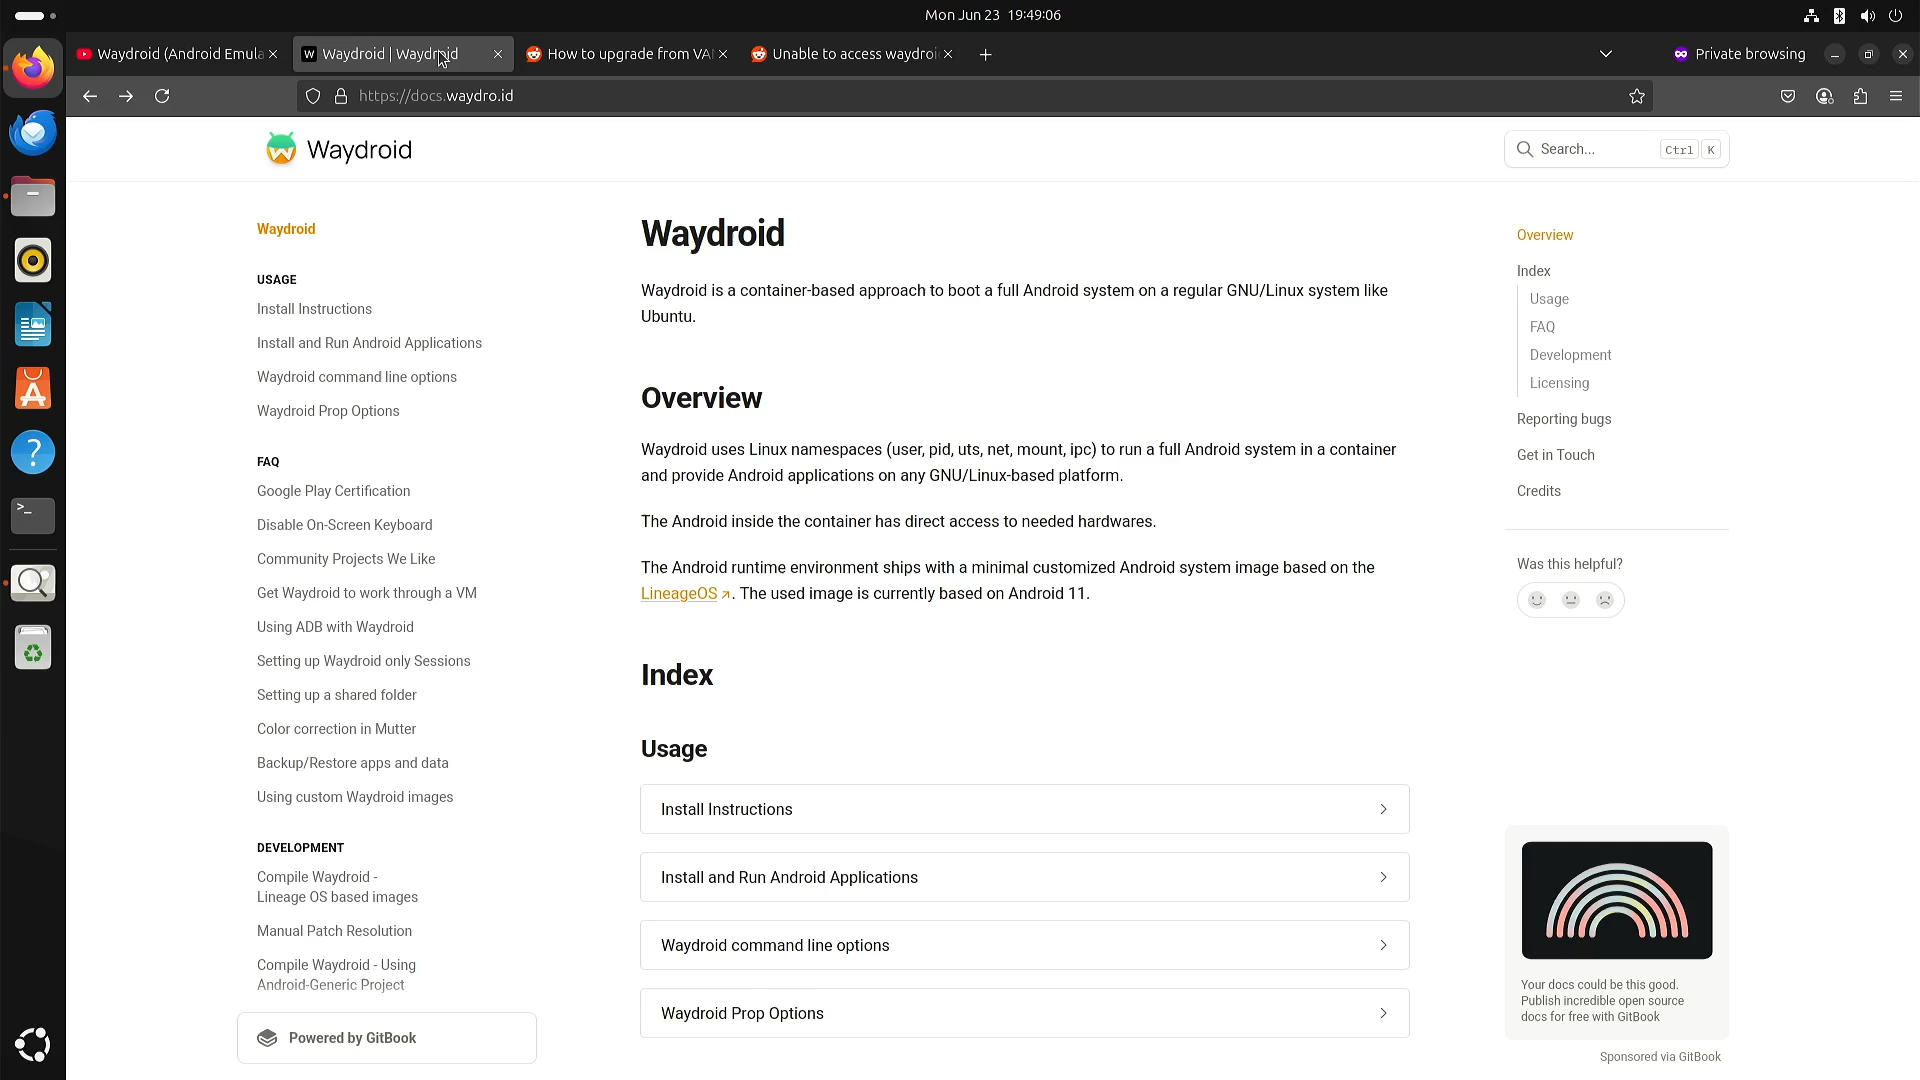 Mon Jun 23 19:49:06
Waydroid (Android Emula
Waydroid | Waydroid
How to upgrade from VAN
Unable to access waydroi
Private browsing
https://docs.waydro.id
Waydroid
Search...
Ctrl K
Waydroid
USAGE
Install Instructions
Install and Run Android Applications
Waydroid command line options
Waydroid Prop Options
FAQ
Google Play Certification
Disable On-Screen Keyboard
Community Projects We Like
Get Waydroid to work through a VM
Using ADB with Waydroid
Setting up Waydroid only Sessions
Setting up a shared folder
Color correction in Mutter
Backup/Restore apps and data
Using custom Waydroid images
DEVELOPMENT
Compile Waydroid -
Lineage OS based images
Manual Patch Resolution
Compile Waydroid - Using
Android-Generic Project
Powered by GitBook
Waydroid
Waydroid is a container-based approach to boot a full Android system on a regular GNU/Linux system like
Ubuntu.
Overview
Waydroid uses Linux namespaces (user, pid, uts, net, mount, ipc) to run a full Android system in a container
and provide Android applications on any GNU/Linux-based platform.
The Android inside the container has direct access to needed hardwares.
The Android runtime environment ships with a minimal customized Android system image based on the
LineageOS. The used image is currently based on Android 11.
Index
Usage
Install Instructions
Install and Run Android Applications
Waydroid command line options
Waydroid Prop Options
Overview
Index
Usage
FAQ
Development
Licensing
Reporting bugs
Get in Touch
Credits
Was this helpful?
Your docs could be this good.
Publish incredible open source
docs for free with GitBook
Sponsored via GitBook